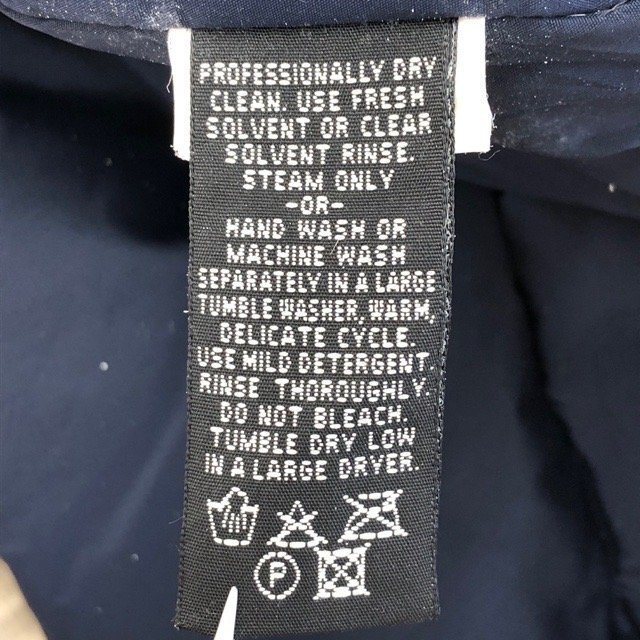 PROFESSIONALLY DRY
CLEAN. USE FRESH
SOLVENT OR CLEAR
SOLVENT RINSE.
STEAM ONLY
-OR-
HAND WASH OR
MACHINE WASH
SEPARATELY IN A LARGE
TUMBLE WASHER, WARM,
DELICATE CYCLE.
USE MILD DETERGENT.
RINSE THOROUGHLY.
DO NOT BLEACH.
TUMBLE DRY LOW
IN A LARGE DRYER.
P